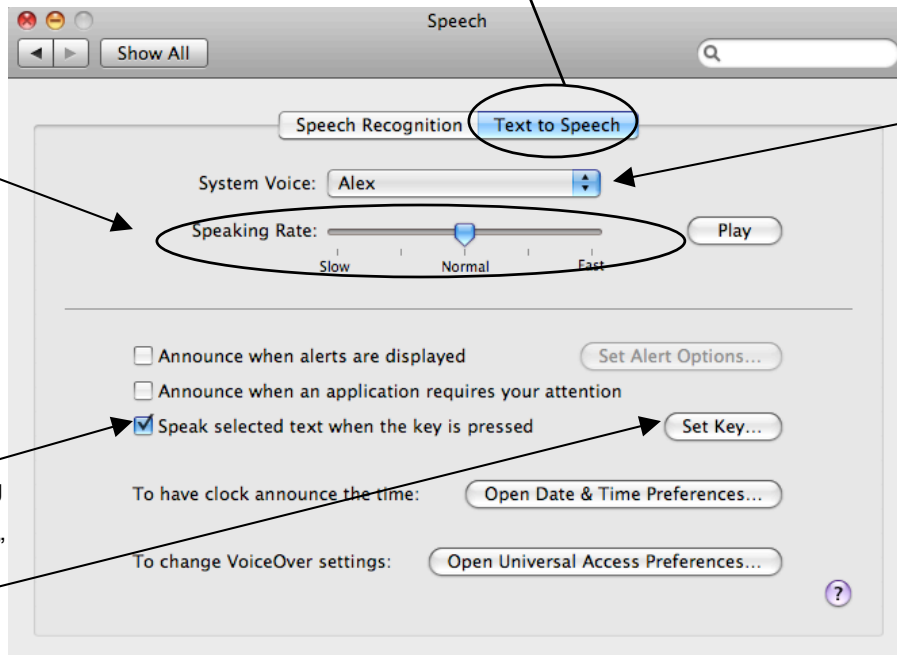 Speech
Show All
Speech Recognition Text to Speech
System Voice: Alex
Speaking Rate: Play
Slow Normal Fast
Announce when alerts are displayed Set Alert Options...
Announce when an application requires your attention
Speak selected text when the key is pressed Set Key...
To have clock announce the time: Open Date & Time Preferences...
To change VoiceOver settings: Open Universal Access Preferences...
?